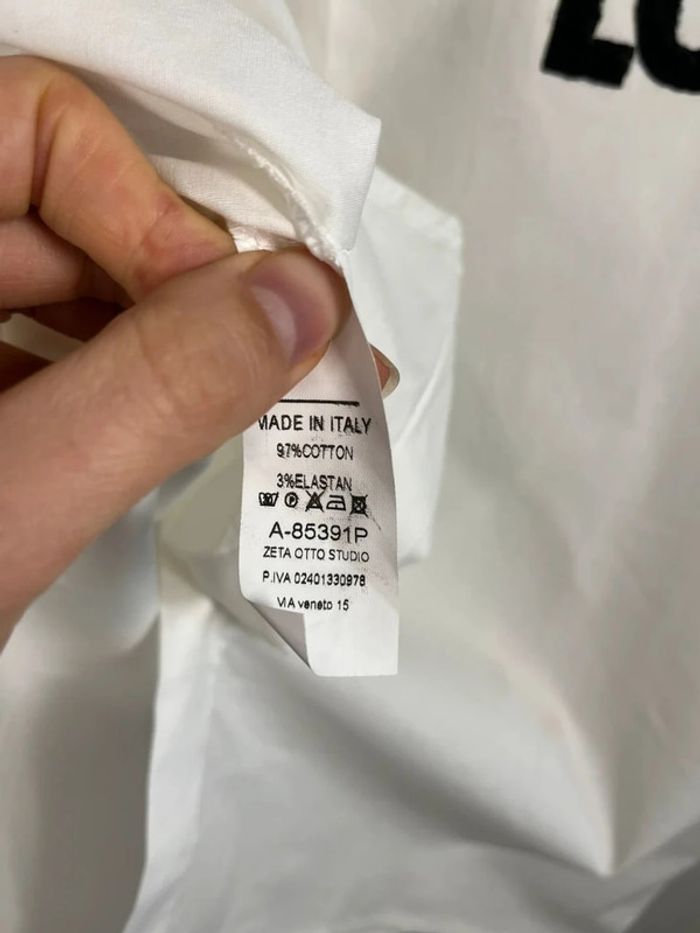 MADE IN ITALY
97%COTTON
3%ELASTAN
A-85391P
ZETA OTTO STUDIO
P.IVA 02401330978
VIA veneto 15